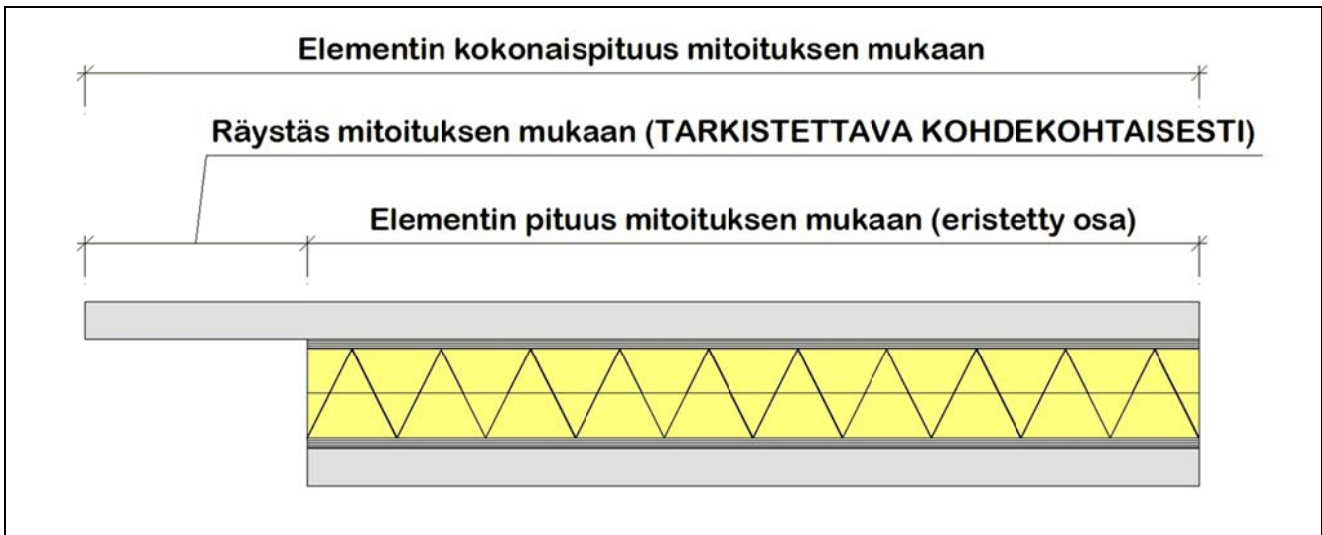 Elementin kokonaispituus mitoituksen mukaan
Räystäs mitoituksen mukaan (TARKISTETTAVA KOHDEKOHTAISESTI)
Elementin pituus mitoituksen mukaan (eristetty osa)